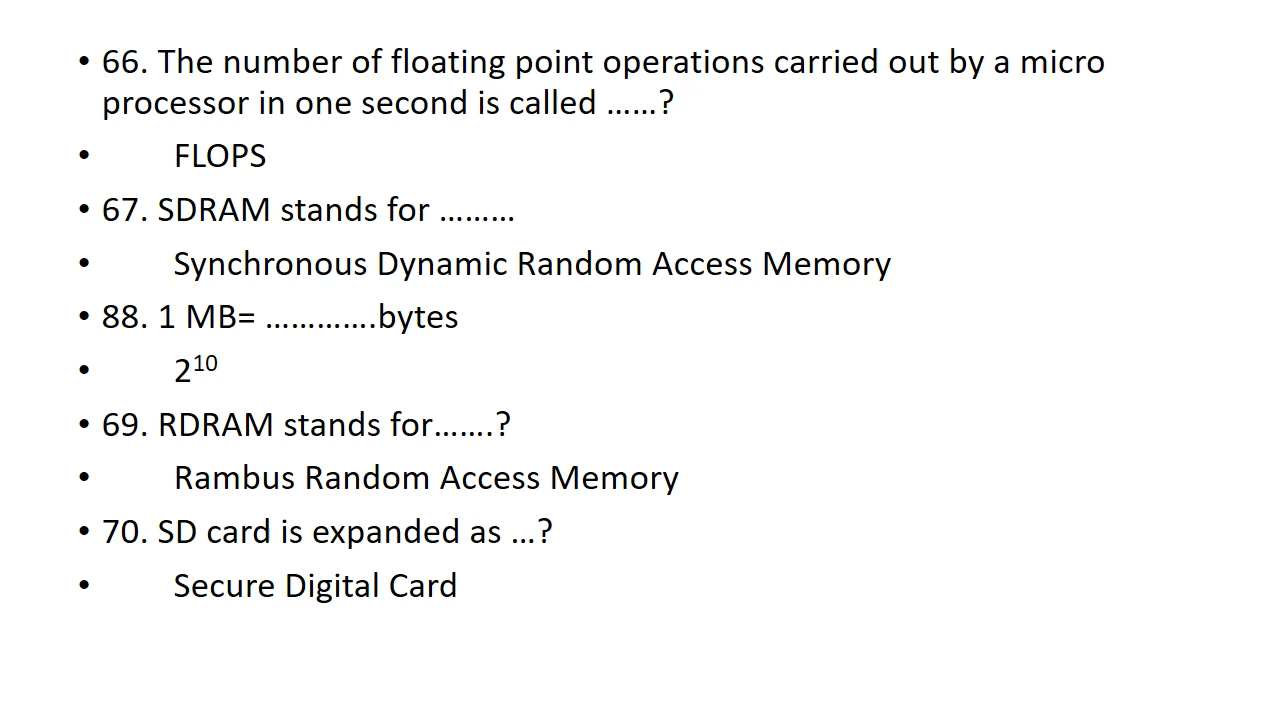 • 66. The number of floating point operations carried out by a micro
processor in one second is called ……?
• FLOPS
• 67. SDRAM stands for ………
• Synchronous Dynamic Random Access Memory
• 88. 1 MB= ………….bytes
• 2¹⁰
• 69. RDRAM stands for…….?
• Rambus Random Access Memory
• 70. SD card is expanded as …?
• Secure Digital Card